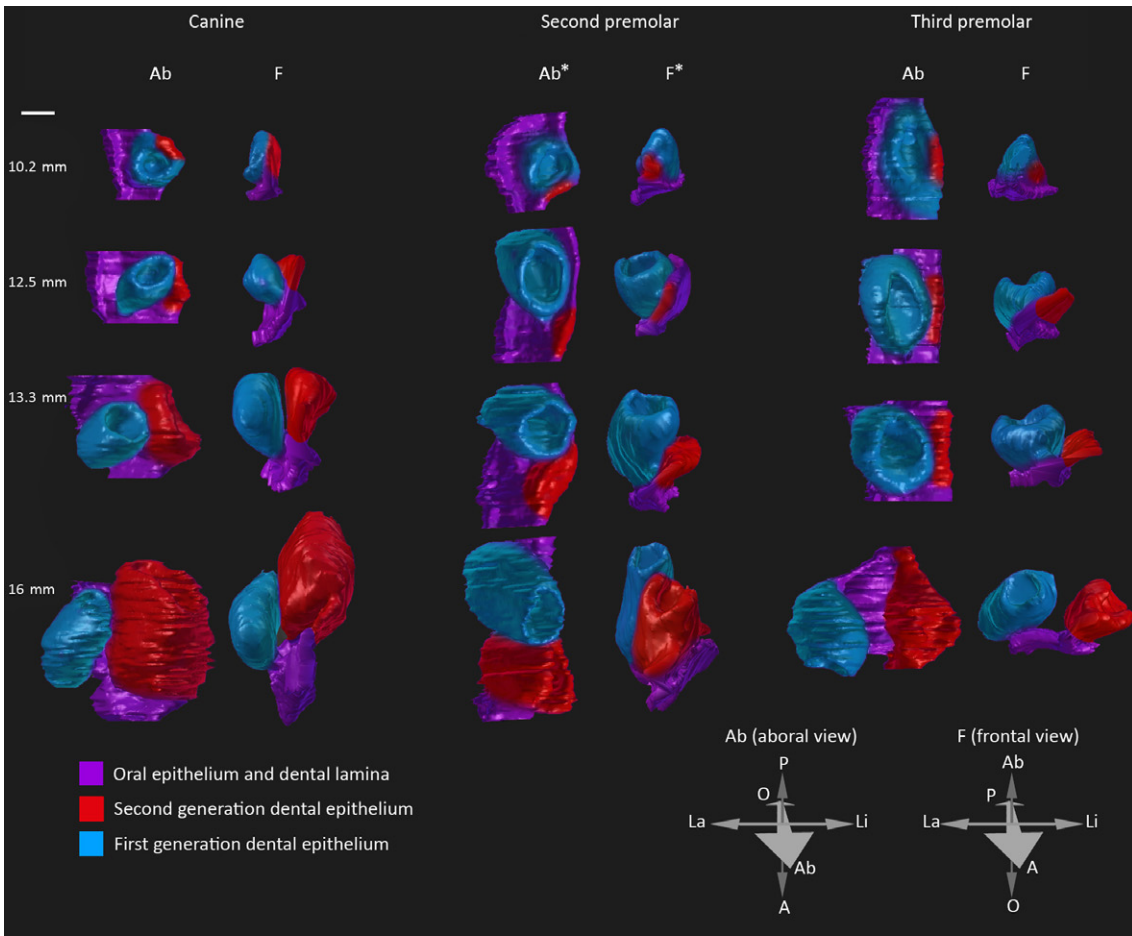 Canine Second premolar Third premolar
Ab F Ab* F* Ab F
10.2 mm
12.5 mm
13.3 mm
16 mm
Ab (aboral view) F (frontal view)
P Ab
O P
La Li La Li
Ab A
A O
Oral epithelium and dental lamina
Second generation dental epithelium
First generation dental epithelium